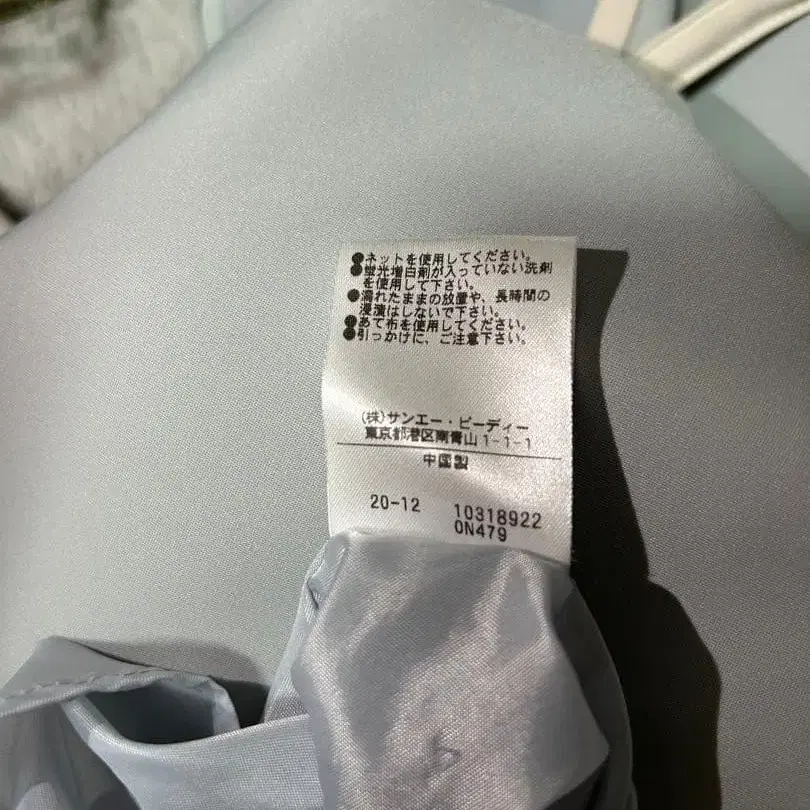 ●ネットを使用してください。
●蛍光増白剤が入っていない洗剤
を使用して下さい。
●濡れたままの放置や、長時間の
浸漬はしないで下さい。
●あて布を使用してください。
●引っかけに、ご注意下さい。
(株)サンエー・ビーディー
東京都港区南青山1-1-1
中国製
20-12 10318922
0N479